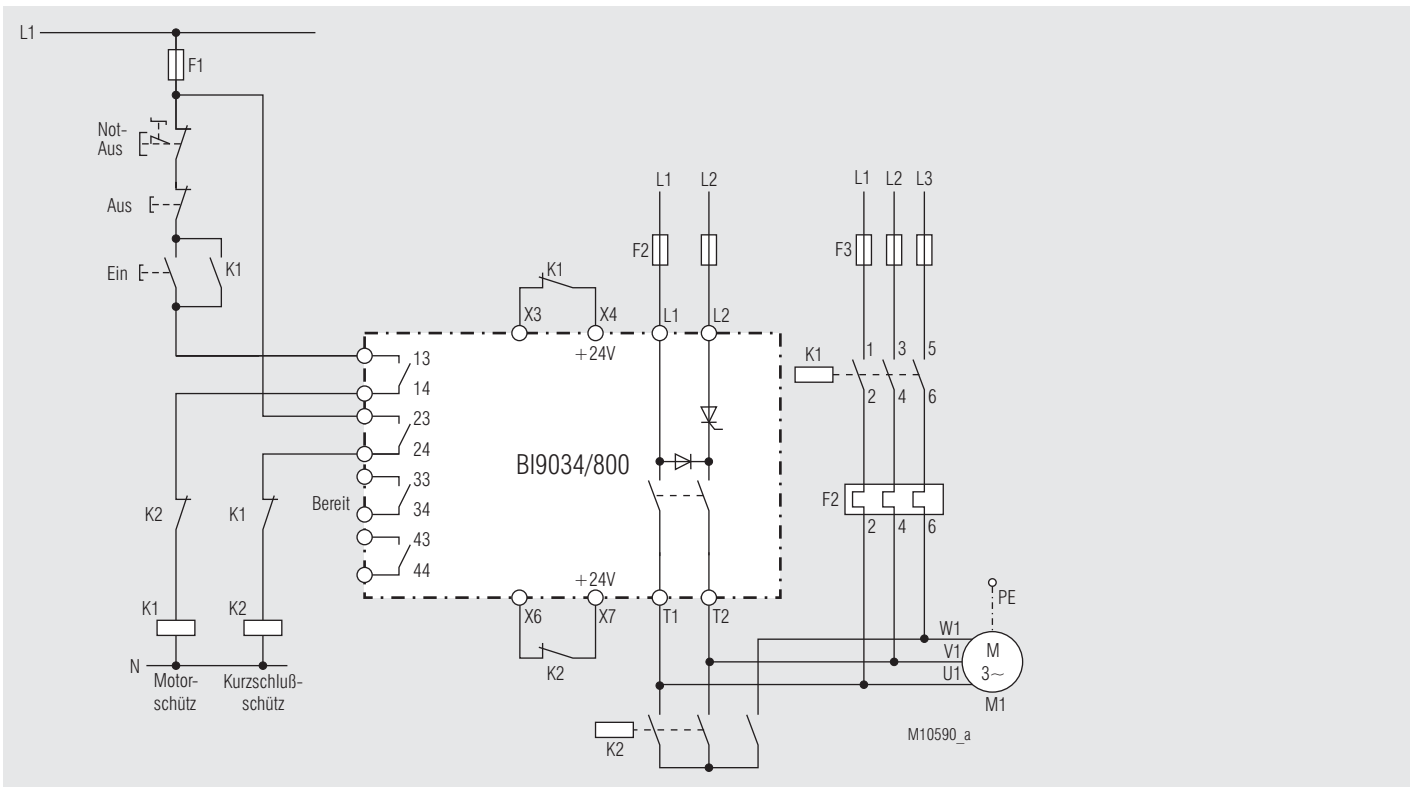 L1
F1
Not-
Aus
Aus
Ein
K1
K1
X3
X4
+24V
L1
L2
F2
L1
L2
L1
L2
L3
F3
K1
1
3
5
2
4
6
13
14
23
24
33
34
43
44
Bereit
BI9034/800
F2
2
4
6
K2
K1
K1
K2
N
Motor-
schütz
Kurzschluß-
schütz
+24V
X6
X7
T1
T2
K2
PE
W1
V1
U1
M
3~
M1
K2
M10590_a